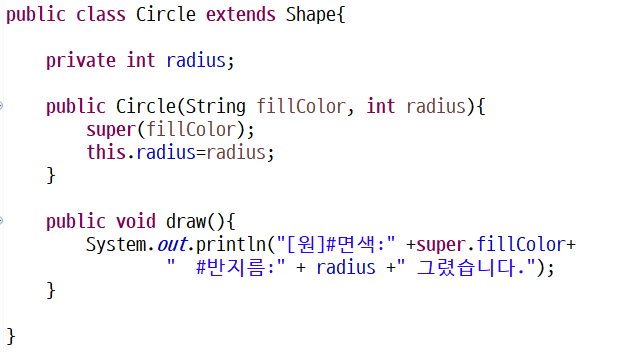 public class Circle extends Shape{
private int radius;
public Circle(String fillColor, int radius){
super(fillColor);
this.radius=radius;
}
public void draw(){
System.out.println("[원]#면색:" +super.fillColor+
"  #반지름:" + radius +" 그렸습니다.");
}
}